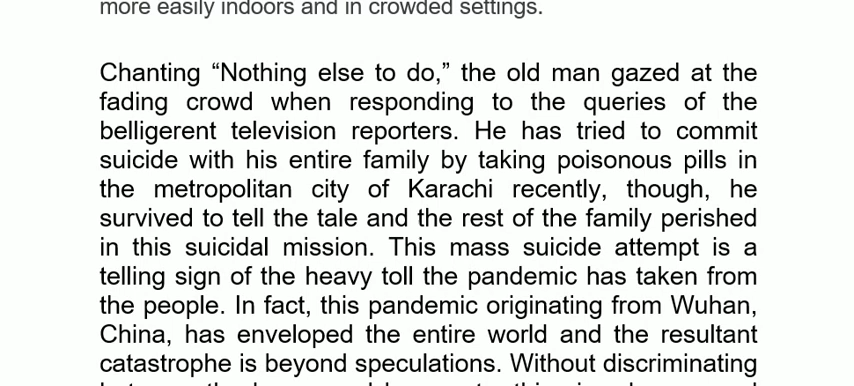 more easily indoors and in crowded settings.
Chanting “Nothing else to do,” the old man gazed at the
fading crowd when responding to the queries of the
belligerent television reporters. He has tried to commit
suicide with his entire family by taking poisonous pills in
the metropolitan city of Karachi recently, though, he
survived to tell the tale and the rest of the family perished
in this suicidal mission. This mass suicide attempt is a
telling sign of the heavy toll the pandemic has taken from
the people. In fact, this pandemic originating from Wuhan,
China, has enveloped the entire world and the resultant
catastrophe is beyond speculations. Without discriminating